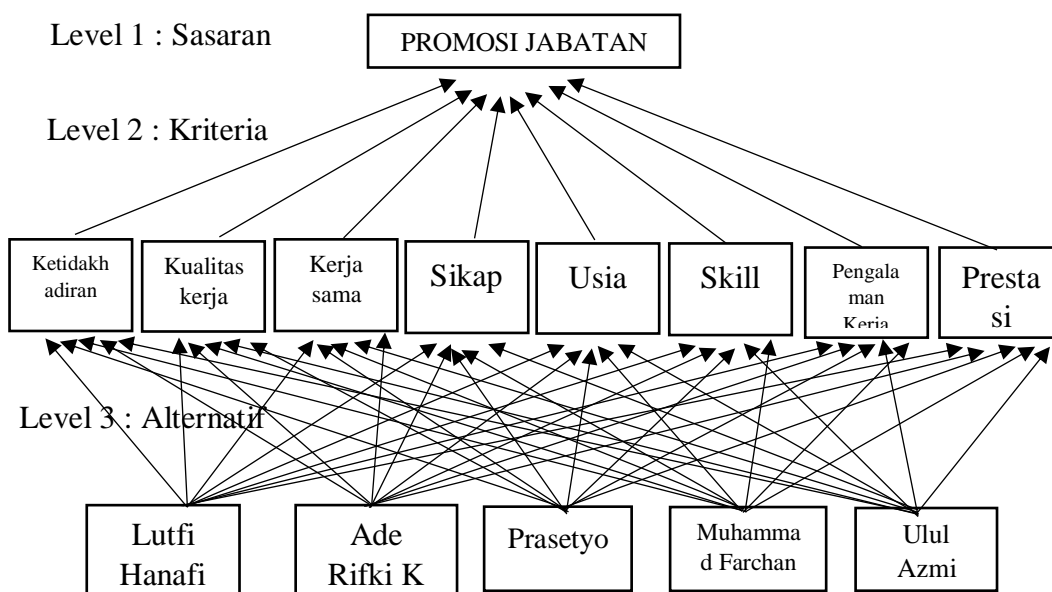 Level 1 : Sasaran
PROMOSI JABATAN
Level 2 : Kriteria
Ketidakh
adiran
Kualitas
kerja
Kerja
sama
Sikap
Usia
Skill
Pengala
man
Kerja
Presta
si
Level 3 : Alternatif
Lutfi
Hanafi
Ade
Rifki K
Prasetyo
Muhamma
d Farchan
Ulul
Azmi